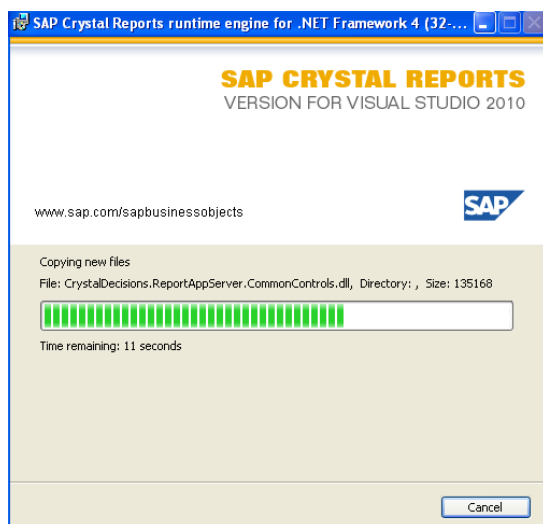 SAP Crystal Reports runtime engine for .NET Framework 4 (32-...
SAP CRYSTAL REPORTS
VERSION FOR VISUAL STUDIO 2010
www.sap.com/sapbusinessobjects
SAP
Copying new files
File: CrystalDecisions.ReportAppServer.CommonControls.dll, Directory: , Size: 135168
Time remaining: 11 seconds
Cancel